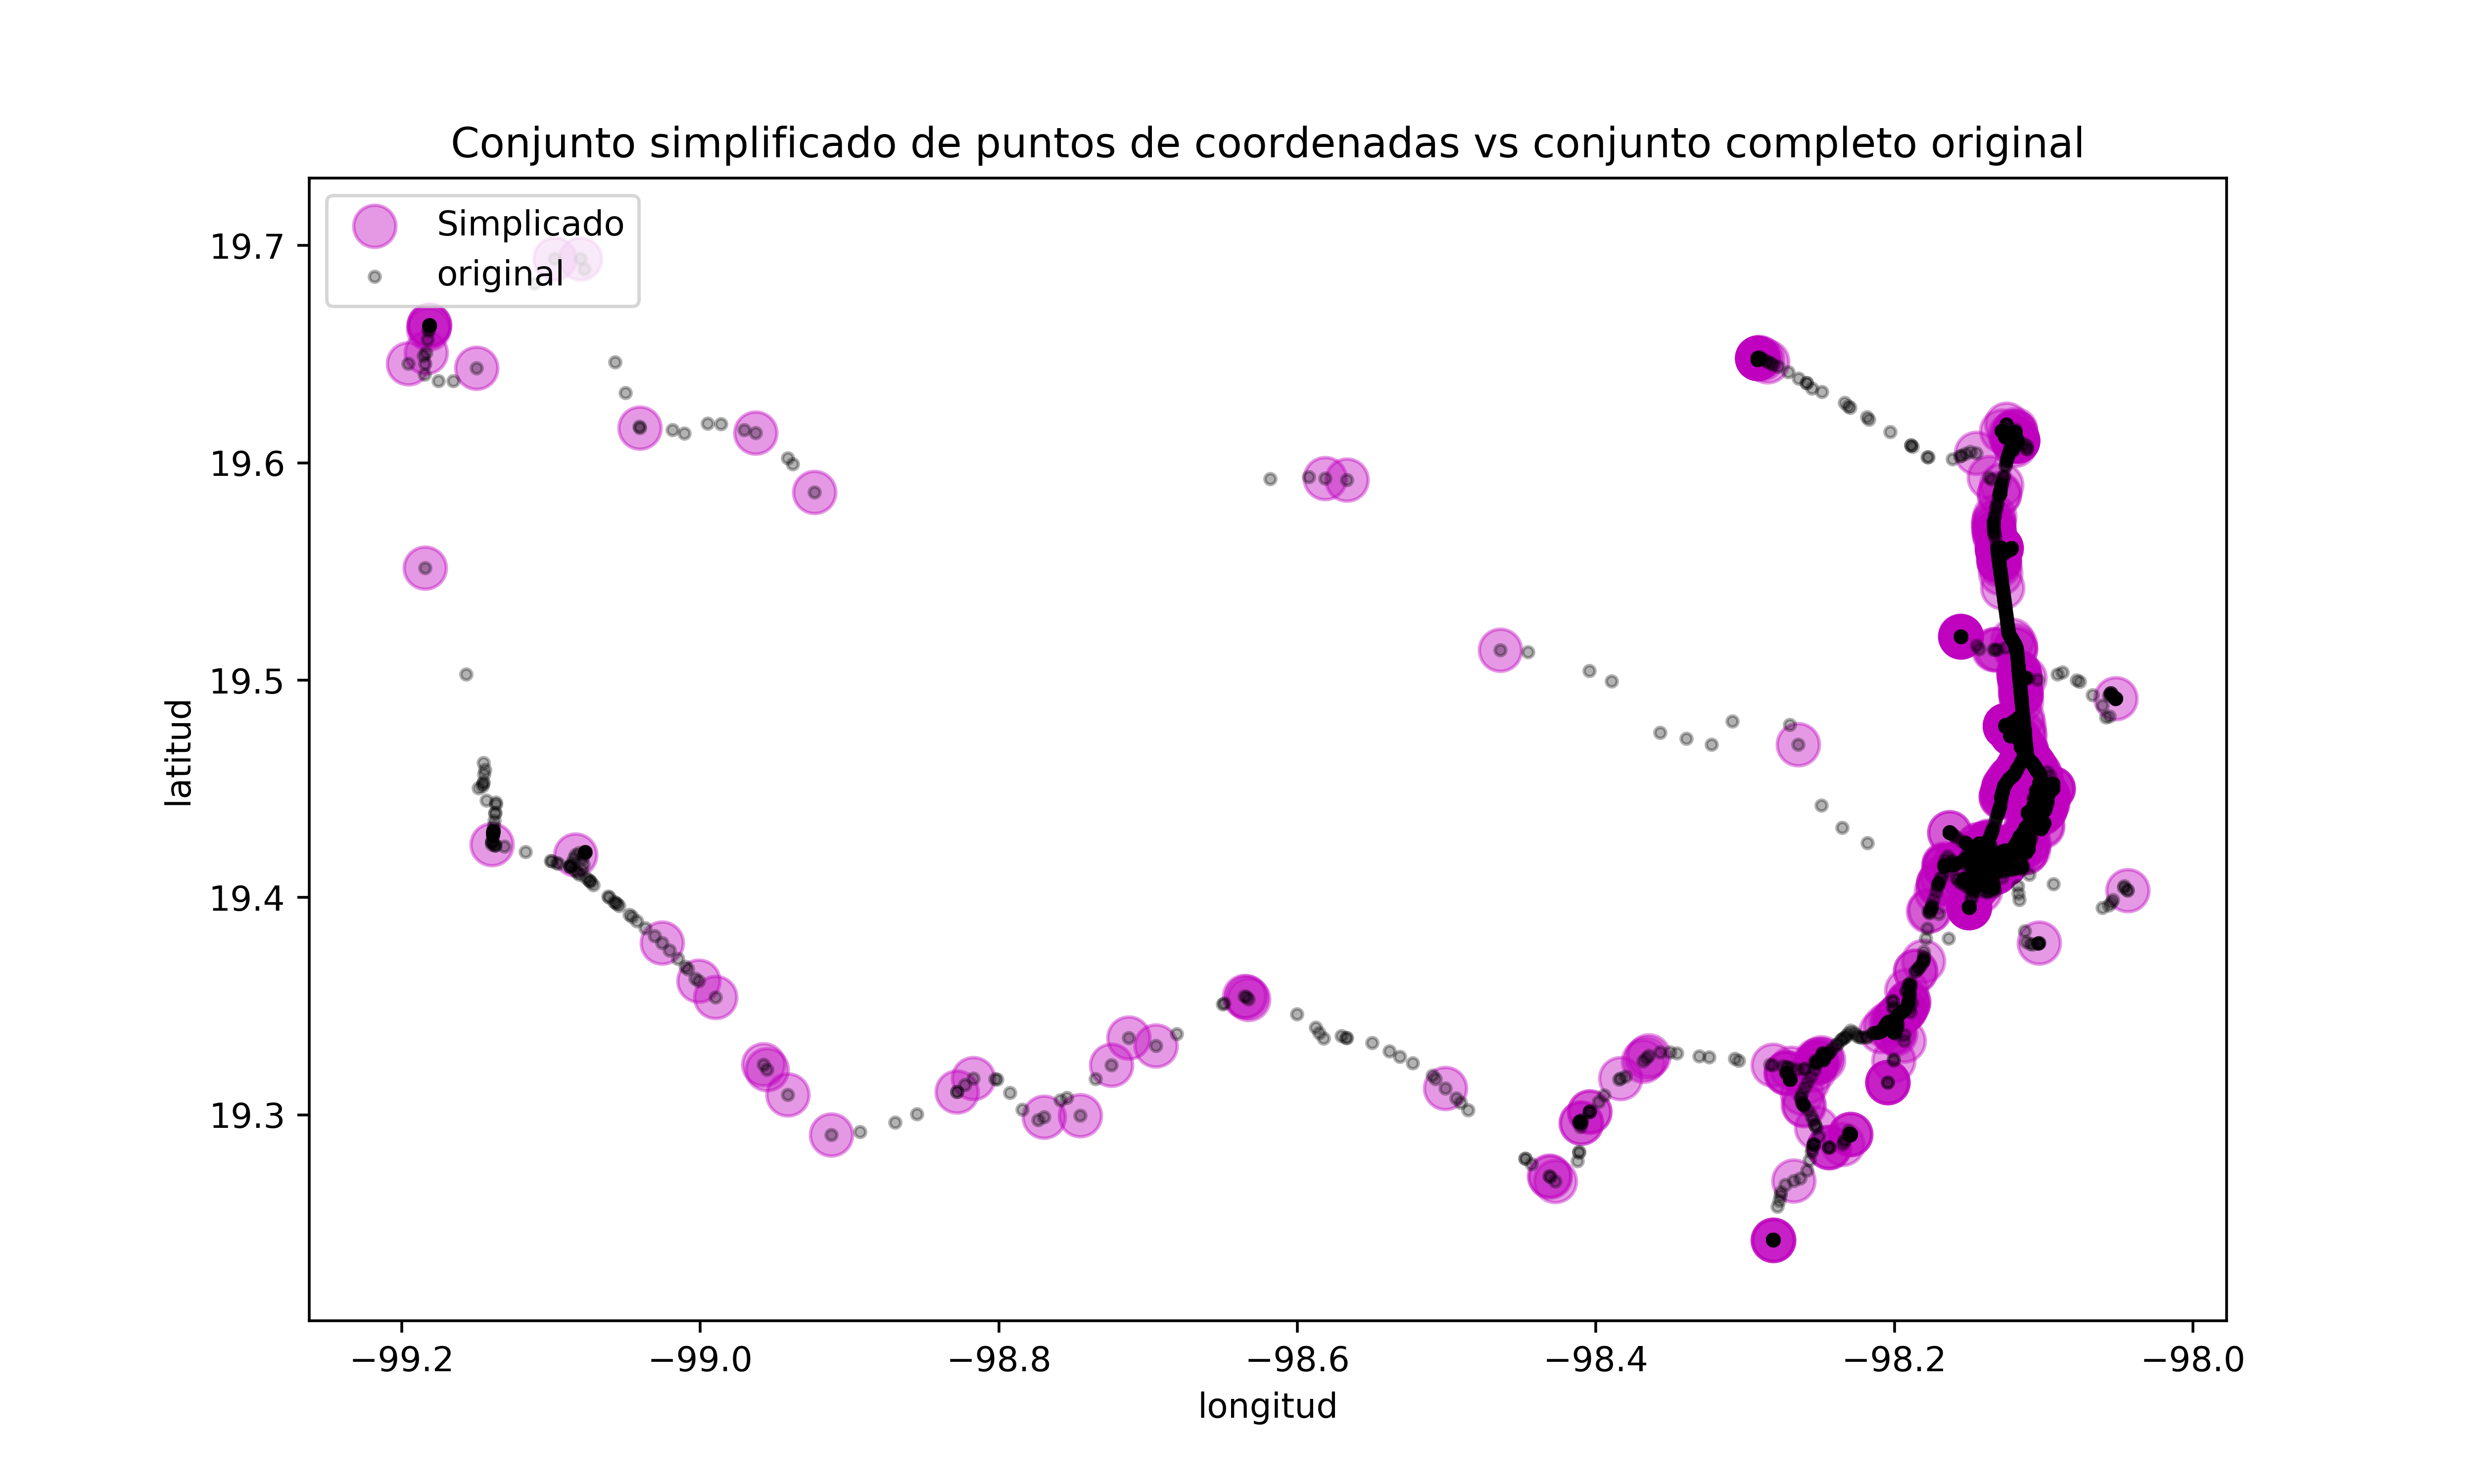 Conjunto simplificado de puntos de coordenadas vs conjunto completo original
Simplicado
original
19.7
19.6
19.5
19.4
19.3
latitud
−99.2 −99.0 −98.8 −98.6 −98.4 −98.2 −98.0
longitud